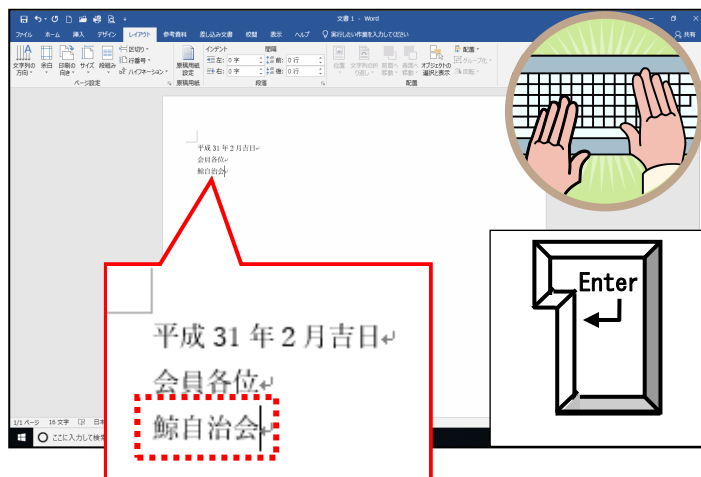 文書 1 - Word
ファイル ホーム 挿入 デザイン レイアウト 参考資料 差し込み文書 校閲 表示 ヘルプ 実行したい作業を入力してください 共有
文字列の方向 余白 印刷の向き サイズ 段組み 区切り 行番号 ハイフネーション
ページ設定
原稿用紙設定
原稿用紙
インデント 間隔
左: 0 字 前: 0 行
右: 0 字 後: 0 行
段落
位置 文字列の折り返し 前面へ移動 背面へ移動 オブジェクトの選択と表示 配置 グループ化 回転
配置
平成 31 年 2 月吉日
会員各位
鯨自治会
平成 31 年 2 月吉日
会員各位
鯨自治会
Enter
1/1 ページ 16 文字 日本
ここに入力して検索